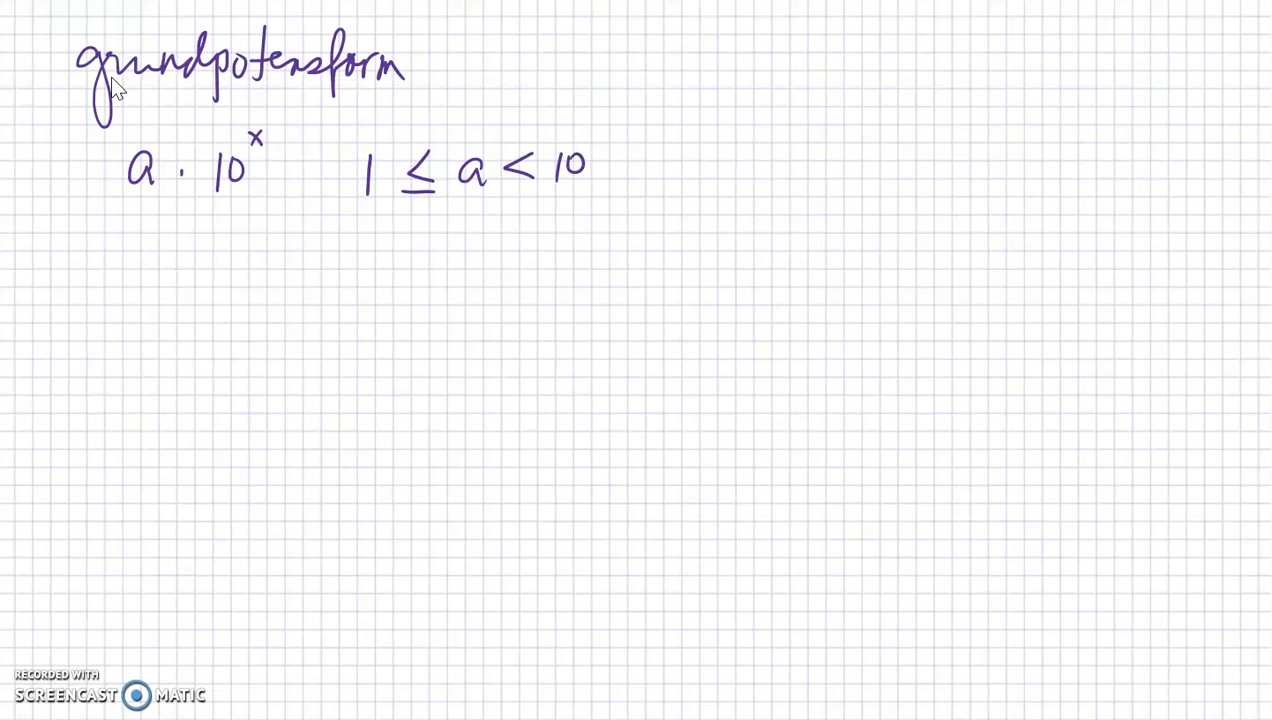 grundpotensform
a · 10^x 1 ≤ a < 10
RECORDED WITH
SCREENCAST MATIC